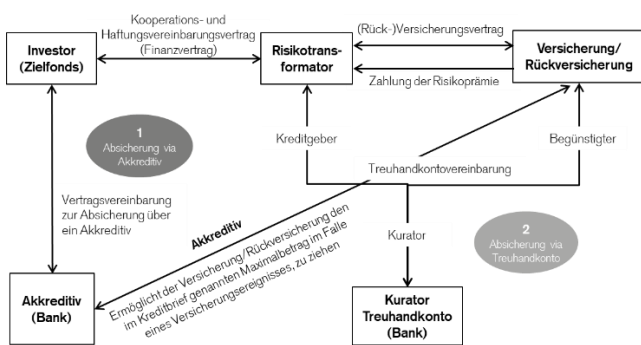 Kooperations- und
Haftungsvereinbarungsvertrag
(Finanzvertrag)
(Rück-)Versicherungsvertrag
Investor
(Zielfonds)
Risikotrans-
formator
Versicherung/
Rückversicherung
Zahlung der Risikoprämie
1
Absicherung via
Akkreditiv
Kreditgeber
Begünstigter
Treuhandkontovereinbarung
Vertragsvereinbarung
zur Absicherung über
ein Akkreditiv
Akkreditiv
Ermöglicht der Versicherung/Rückversicherung den
im Kreditbrief genannten Maximalbetrag im Falle
eines Versicherungsereignisses, zu ziehen
Kurator
2
Absicherung via
Treuhandkonto
Akkreditiv
(Bank)
Kurator
Treuhandkonto
(Bank)